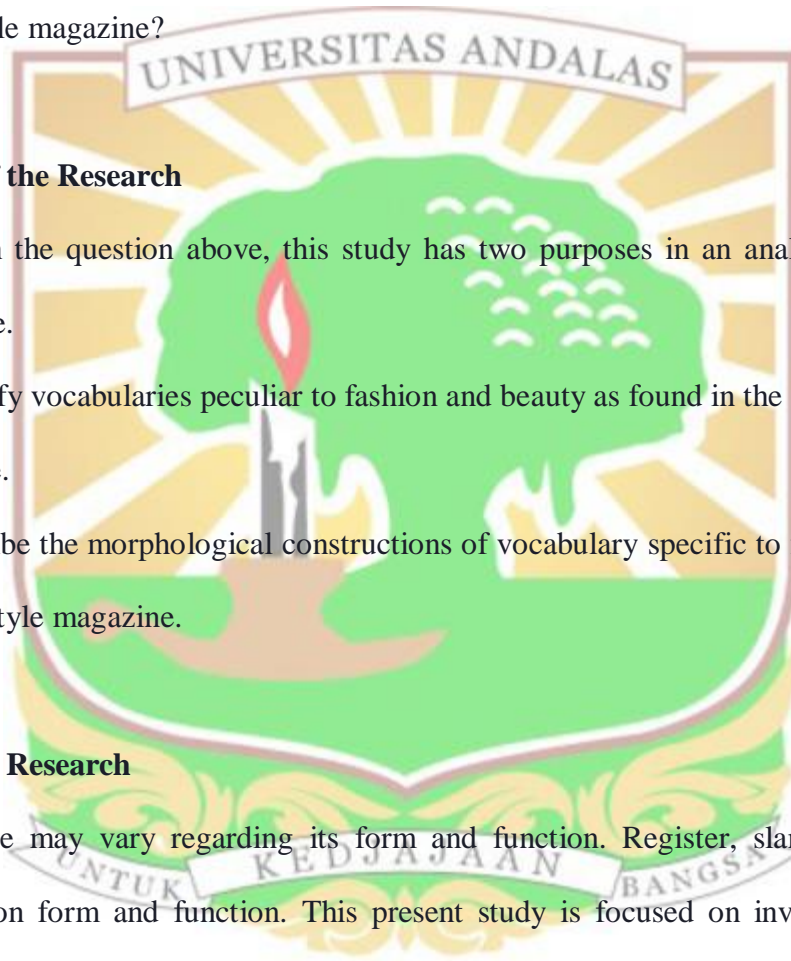 le magazine?
UNIVERSITAS ANDALAS
the Research
the question above, this study has two purposes in an anal
e.
fy vocabularies peculiar to fashion and beauty as found in the
be the morphological constructions of vocabulary specific to
tyle magazine.
Research
e may vary regarding its form and function. Register, slan
UNTUK KEDJAJAAN BANGSA
on form and function. This present study is focused on inv